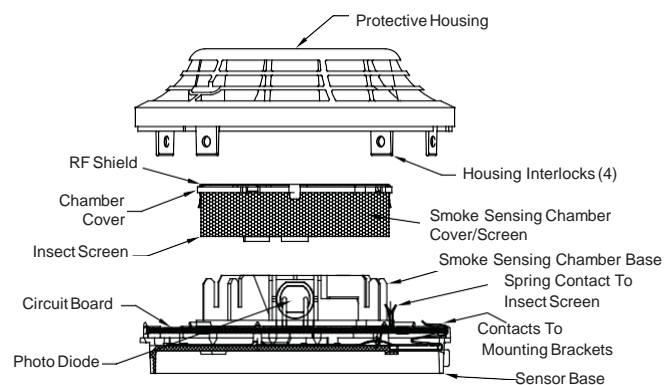 Protective Housing
RF Shield
Housing Interlocks (4)
Chamber
Cover
Smoke Sensing Chamber
Cover/Screen
Insect Screen
Smoke Sensing Chamber Base
Spring Contact To
Insect Screen
Circuit Board
Contacts To
Mounting Brackets
Photo Diode
Sensor Base